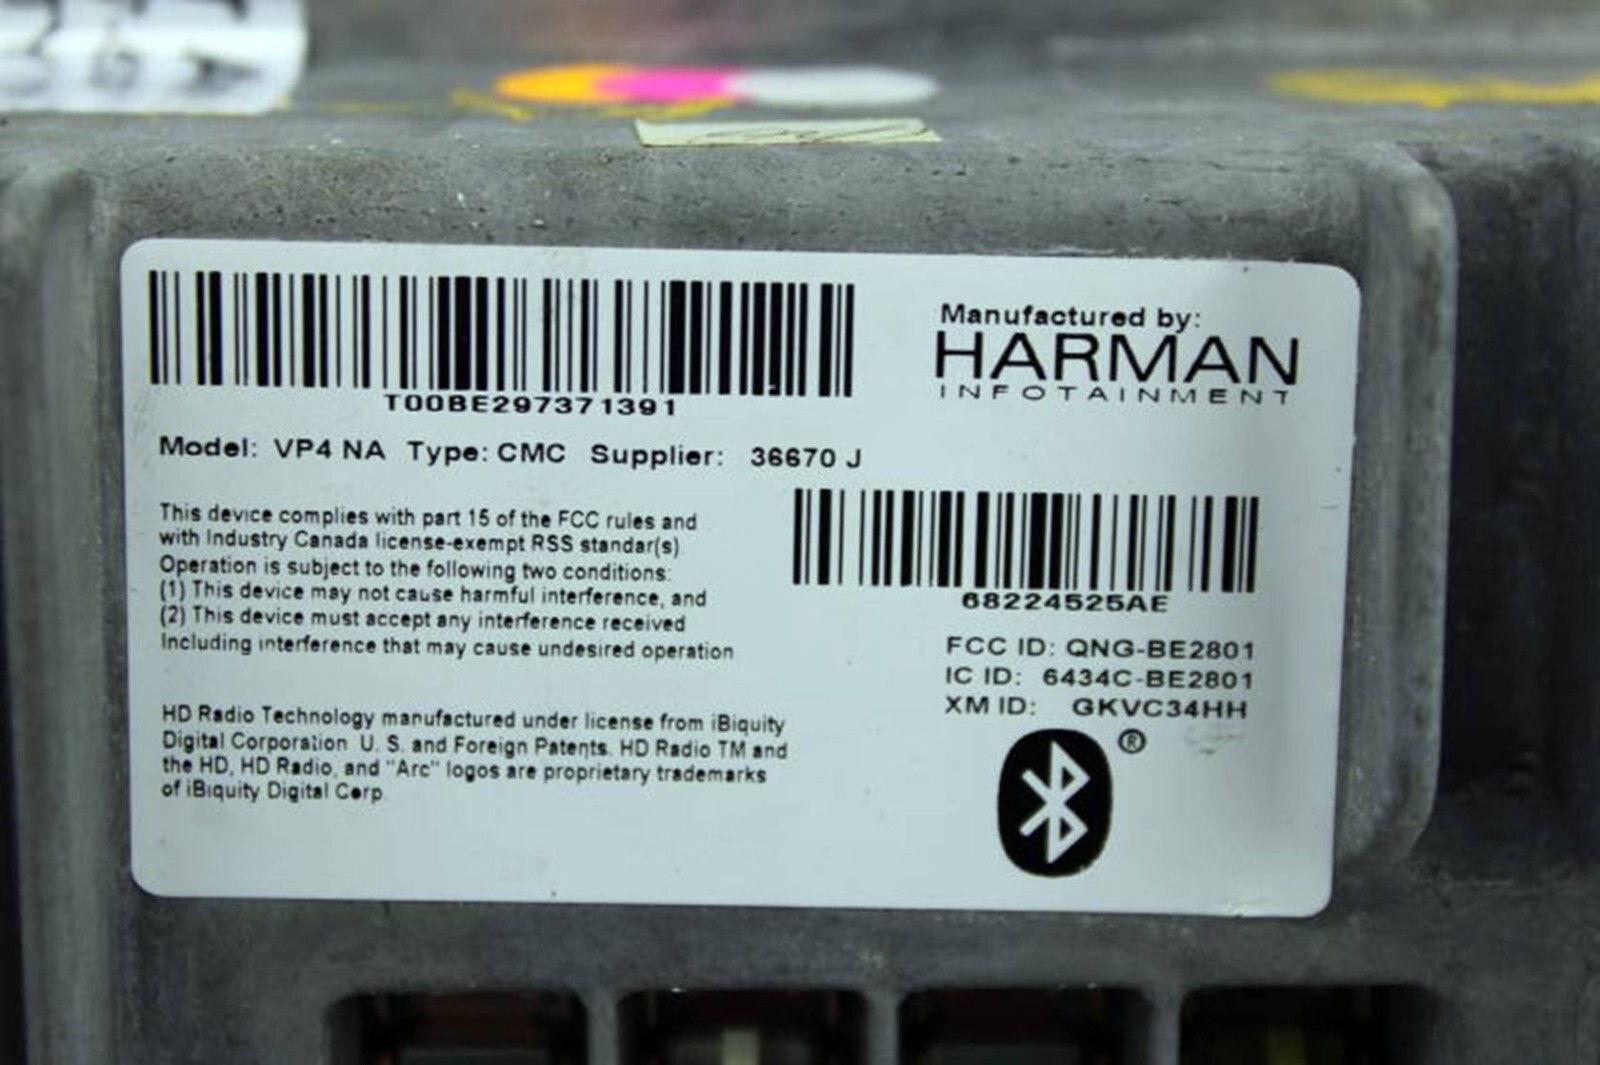 T00BE297371391
Manufactured by:
HARMAN
INFOTAINMENT
Model: VP4 NA Type: CMC Supplier: 36670 J
This device complies with part 15 of the FCC rules and
with Industry Canada license-exempt RSS standar(s)
Operation is subject to the following two conditions:
(1) This device may not cause harmful interference, and
(2) This device must accept any interference received
Including interference that may cause undesired operation
68224525AE
FCC ID: QNG-BE2801
IC ID: 6434C-BE2801
XM ID: GKVC34HH
®
HD Radio Technology manufactured under license from iBiquity
Digital Corporation U. S. and Foreign Patents. HD Radio TM and
the HD, HD Radio, and "Arc" logos are proprietary trademarks
of iBiquity Digital Corp